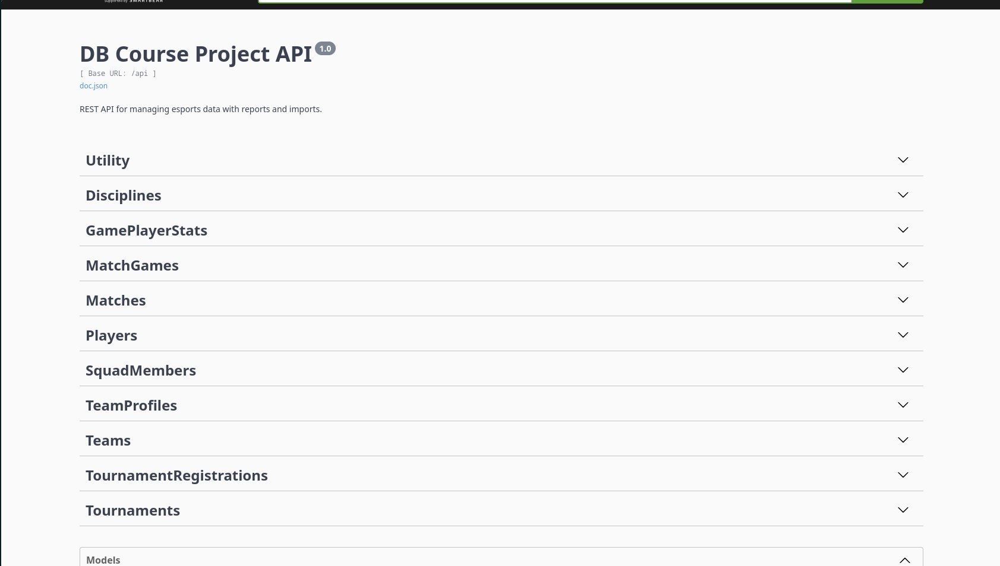 Supported by SMARTBEAR
DB Course Project API 1.0
[ Base URL: /api ]
doc.json
REST API for managing esports data with reports and imports.
Utility
Disciplines
GamePlayerStats
MatchGames
Matches
Players
SquadMembers
TeamProfiles
Teams
TournamentRegistrations
Tournaments
Models